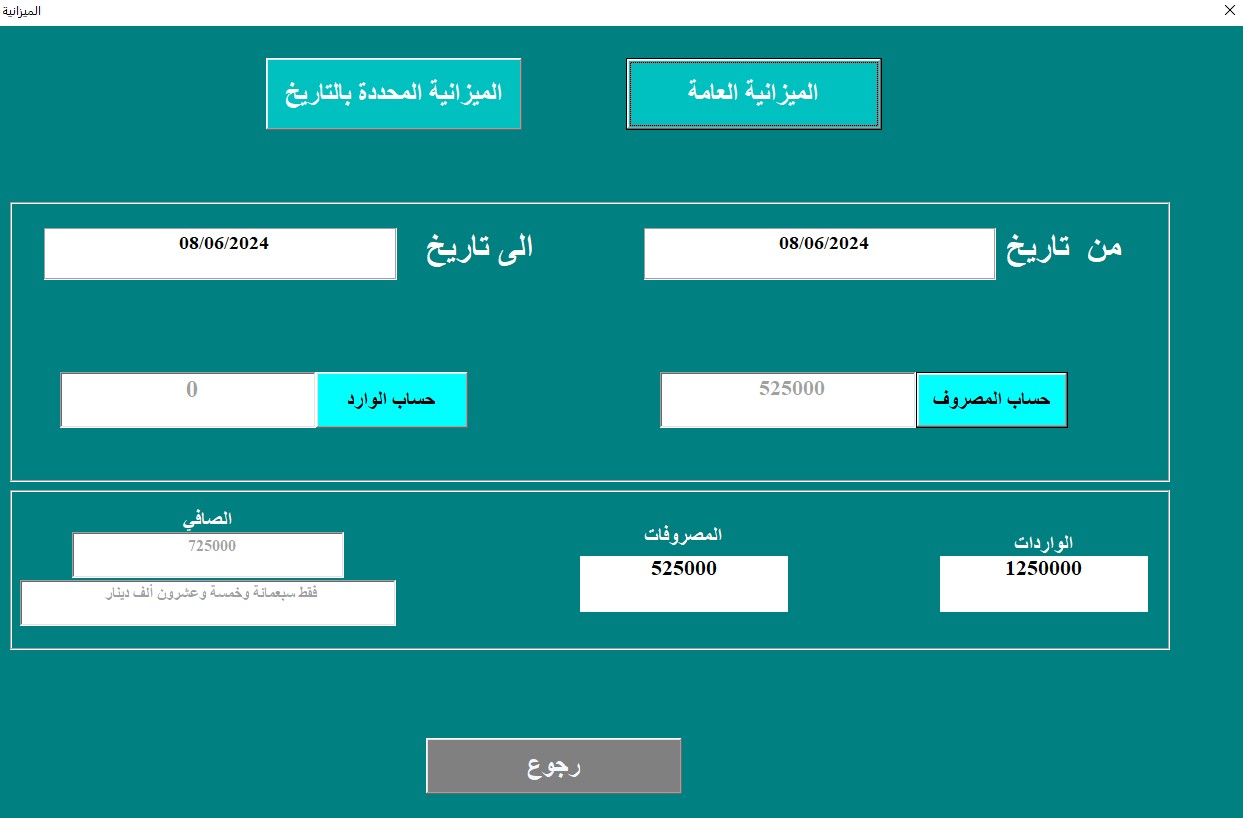 الميزانية
الميزانية العامة
الميزانية المحددة بالتاريخ
من تاريخ
08/06/2024
الى تاريخ
08/06/2024
حساب المصروف
525000
حساب الوارد
0
الواردات
1250000
المصروفات
525000
الصافي
725000
فقط سبعمائة وخمسة وعشرون ألف دينار
رجوع